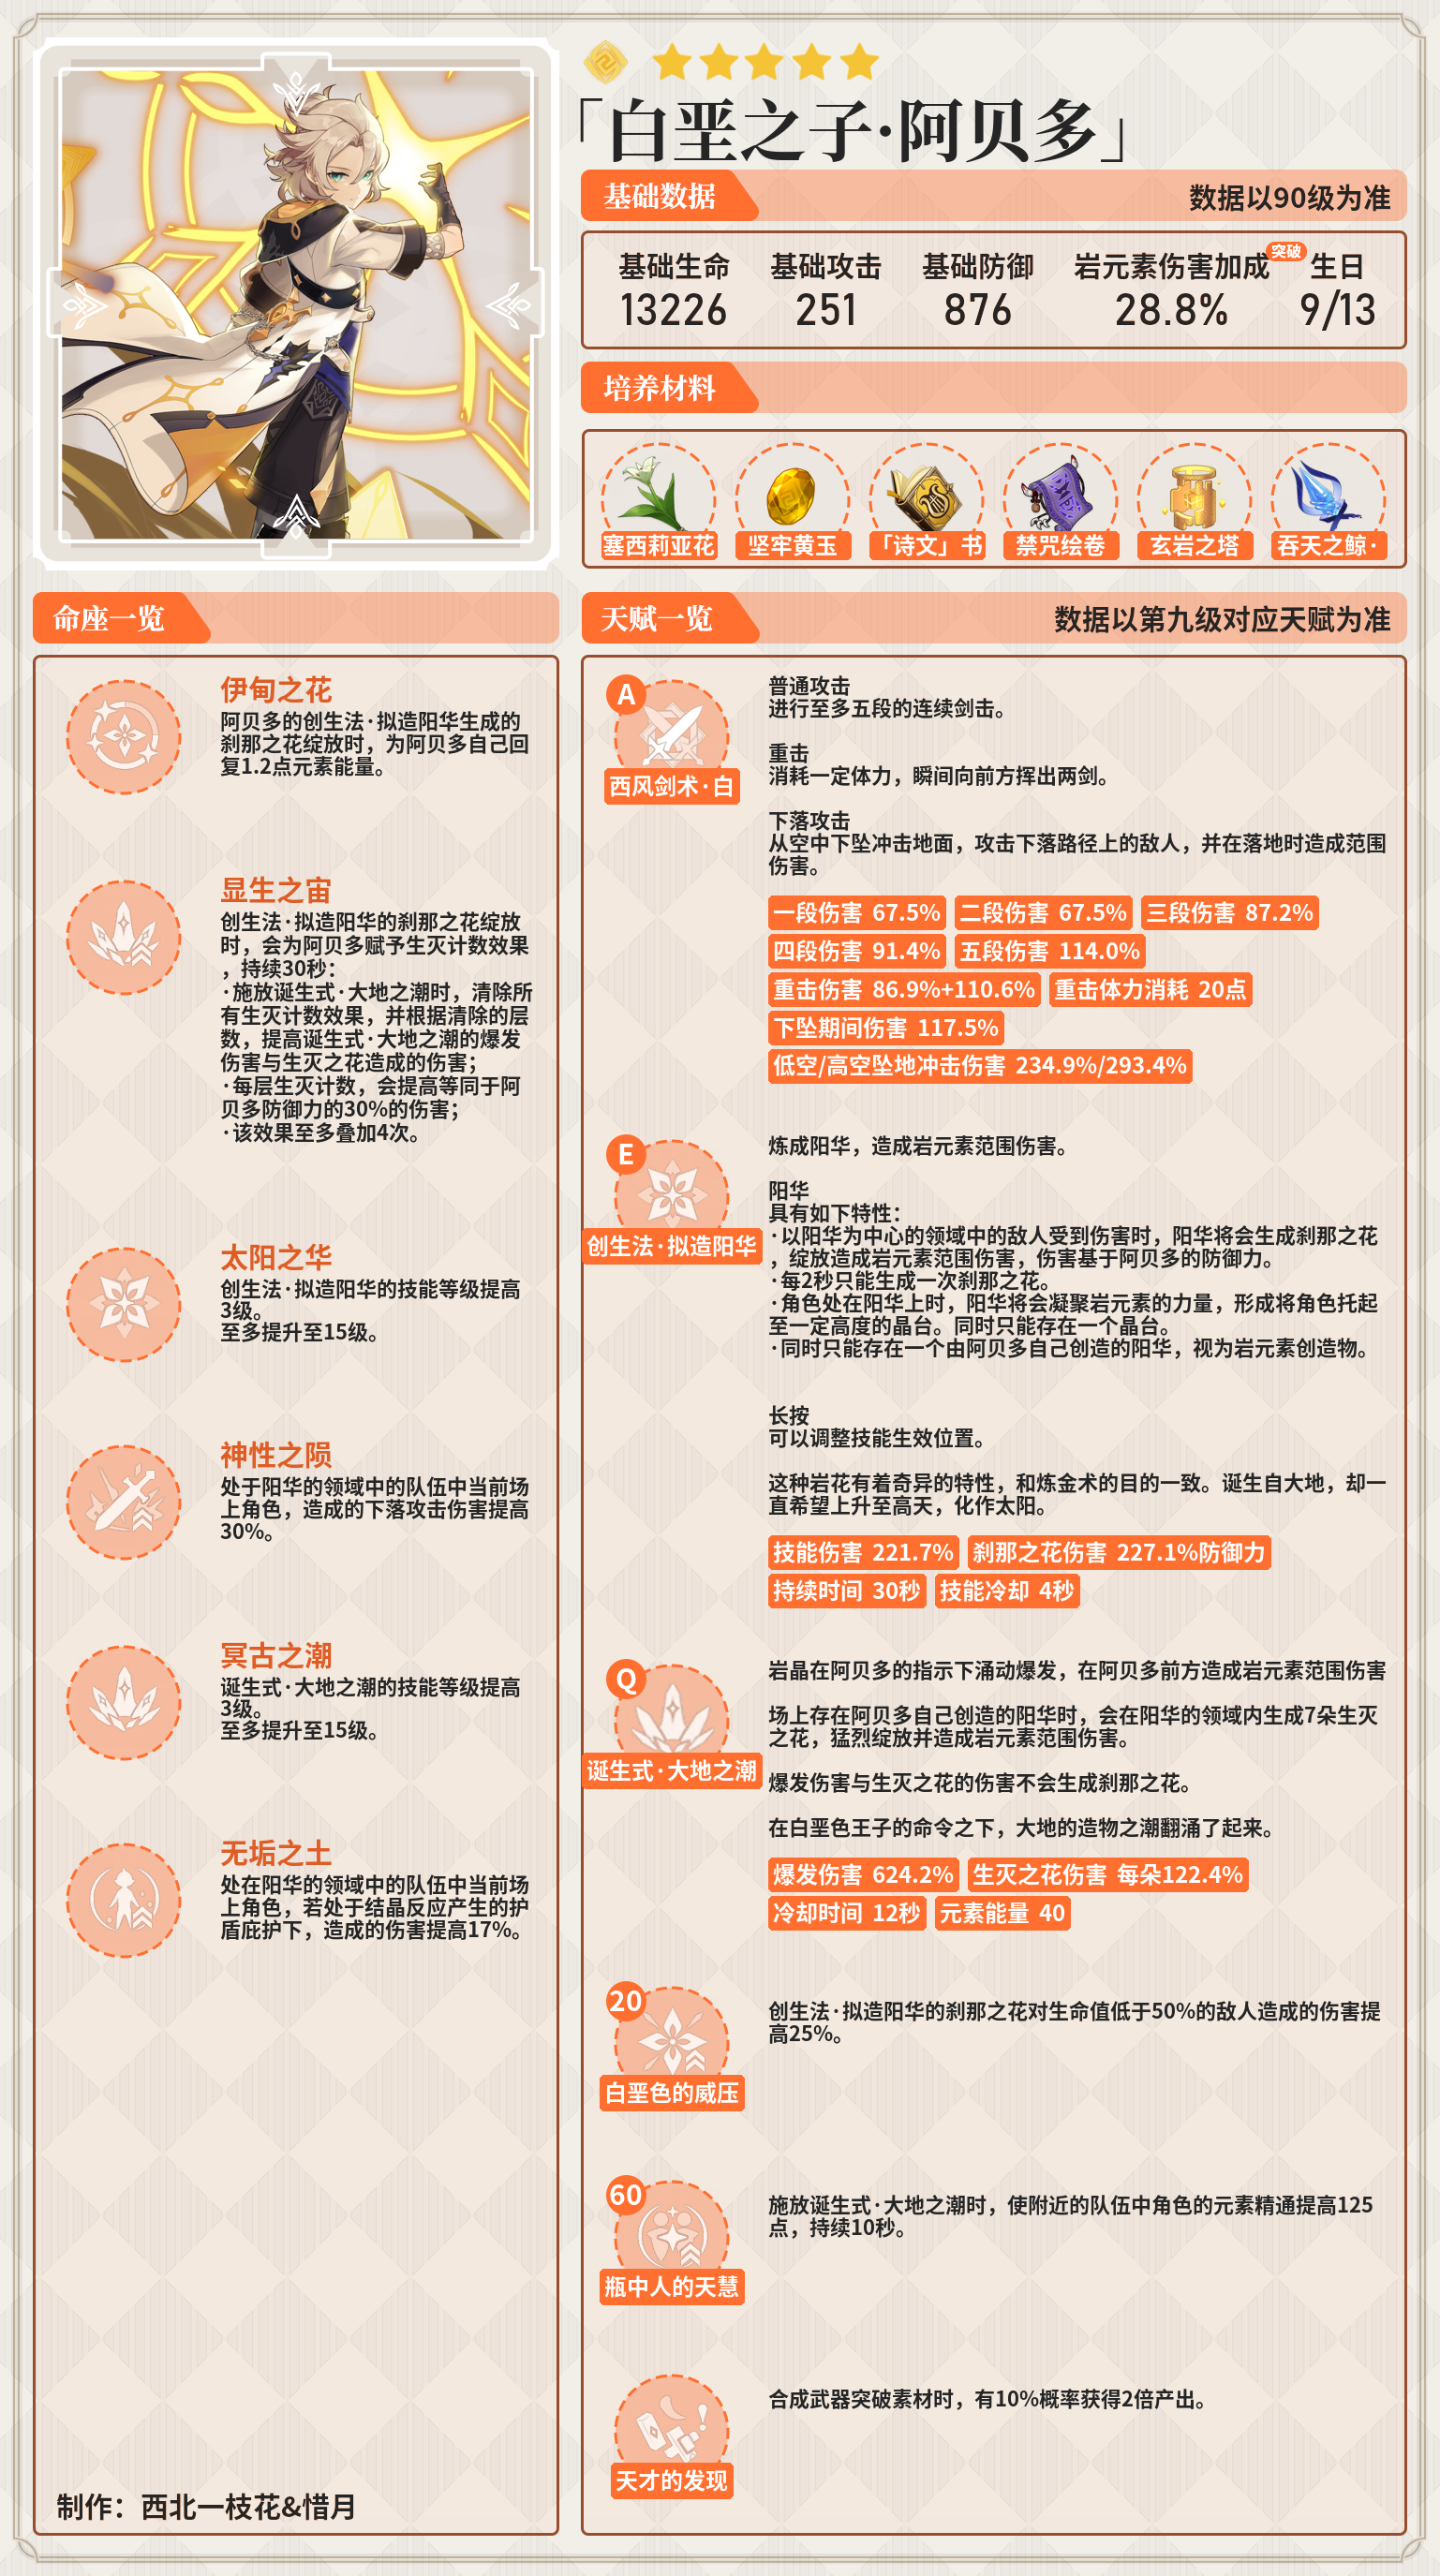 「白垩之子·阿贝多」
基础数据
数据以90级为准
基础生命 基础攻击 基础防御 岩元素伤害加成 突破 生日
13226 251 876 28.8% 9/13
培养材料
塞西莉亚花 坚牢黄玉 「诗文」书 禁咒绘卷 玄岩之塔 吞天之鲸·
命座一览
伊甸之花
阿贝多的创生法·拟造阳华生成的
刹那之花绽放时，为阿贝多自己回
复1.2点元素能量。
显生之宙
创生法·拟造阳华的刹那之花绽放
时，会为阿贝多赋予生灭计数效果
，持续30秒：
·施放诞生式·大地之潮时，清除所
有生灭计数效果，并根据清除的层
数，提高诞生式·大地之潮的爆发
伤害与生灭之花造成的伤害；
·每层生灭计数，会提高等同于阿
贝多防御力的30%的伤害；
·该效果至多叠加4次。
太阳之华
创生法·拟造阳华的技能等级提高
3级。
至多提升至15级。
神性之陨
处于阳华的领域中的队伍中当前场
上角色，造成的下落攻击伤害提高
30%。
冥古之潮
诞生式·大地之潮的技能等级提高
3级。
至多提升至15级。
无垢之土
处在阳华的领域中的队伍中当前场
上角色，若处于结晶反应产生的护
盾庇护下，造成的伤害提高17%。
制作：西北一枝花&惜月
天赋一览
数据以第九级对应天赋为准
A
西风剑术·白
普通攻击
进行至多五段的连续剑击。
重击
消耗一定体力，瞬间向前方挥出两剑。
下落攻击
从空中下坠冲击地面，攻击下落路径上的敌人，并在落地时造成范围
伤害。
一段伤害 67.5% 二段伤害 67.5% 三段伤害 87.2%
四段伤害 91.4% 五段伤害 114.0%
重击伤害 86.9%+110.6% 重击体力消耗 20点
下坠期间伤害 117.5%
低空/高空坠地冲击伤害 234.9%/293.4%
E
创生法·拟造阳华
炼成阳华，造成岩元素范围伤害。
阳华
具有如下特性：
·以阳华为中心的领域中的敌人受到伤害时，阳华将会生成刹那之花
，绽放造成岩元素范围伤害，伤害基于阿贝多的防御力。
·每2秒只能生成一次刹那之花。
·角色处在阳华上时，阳华将会凝聚岩元素的力量，形成将角色托起
至一定高度的晶台。同时只能存在一个晶台。
·同时只能存在一个由阿贝多自己创造的阳华，视为岩元素创造物。
长按
可以调整技能生效位置。
这种岩花有着奇异的特性，和炼金术的目的一致。诞生自大地，却一
直希望上升至高天，化作太阳。
技能伤害 221.7% 刹那之花伤害 227.1%防御力
持续时间 30秒 技能冷却 4秒
Q
诞生式·大地之潮
岩晶在阿贝多的指示下涌动爆发，在阿贝多前方造成岩元素范围伤害
场上存在阿贝多自己创造的阳华时，会在阳华的领域内生成7朵生灭
之花，猛烈绽放并造成岩元素范围伤害。
爆发伤害与生灭之花的伤害不会生成刹那之花。
在白垩色王子的命令之下，大地的造物之潮翻涌了起来。
爆发伤害 624.2% 生灭之花伤害 每朵122.4%
冷却时间 12秒 元素能量 40
20
白垩色的威压
创生法·拟造阳华的刹那之花对生命值低于50%的敌人造成的伤害提
高25%。
60
瓶中人的天慧
施放诞生式·大地之潮时，使附近的队伍中角色的元素精通提高125
点，持续10秒。
天才的发现
合成武器突破素材时，有10%概率获得2倍产出。